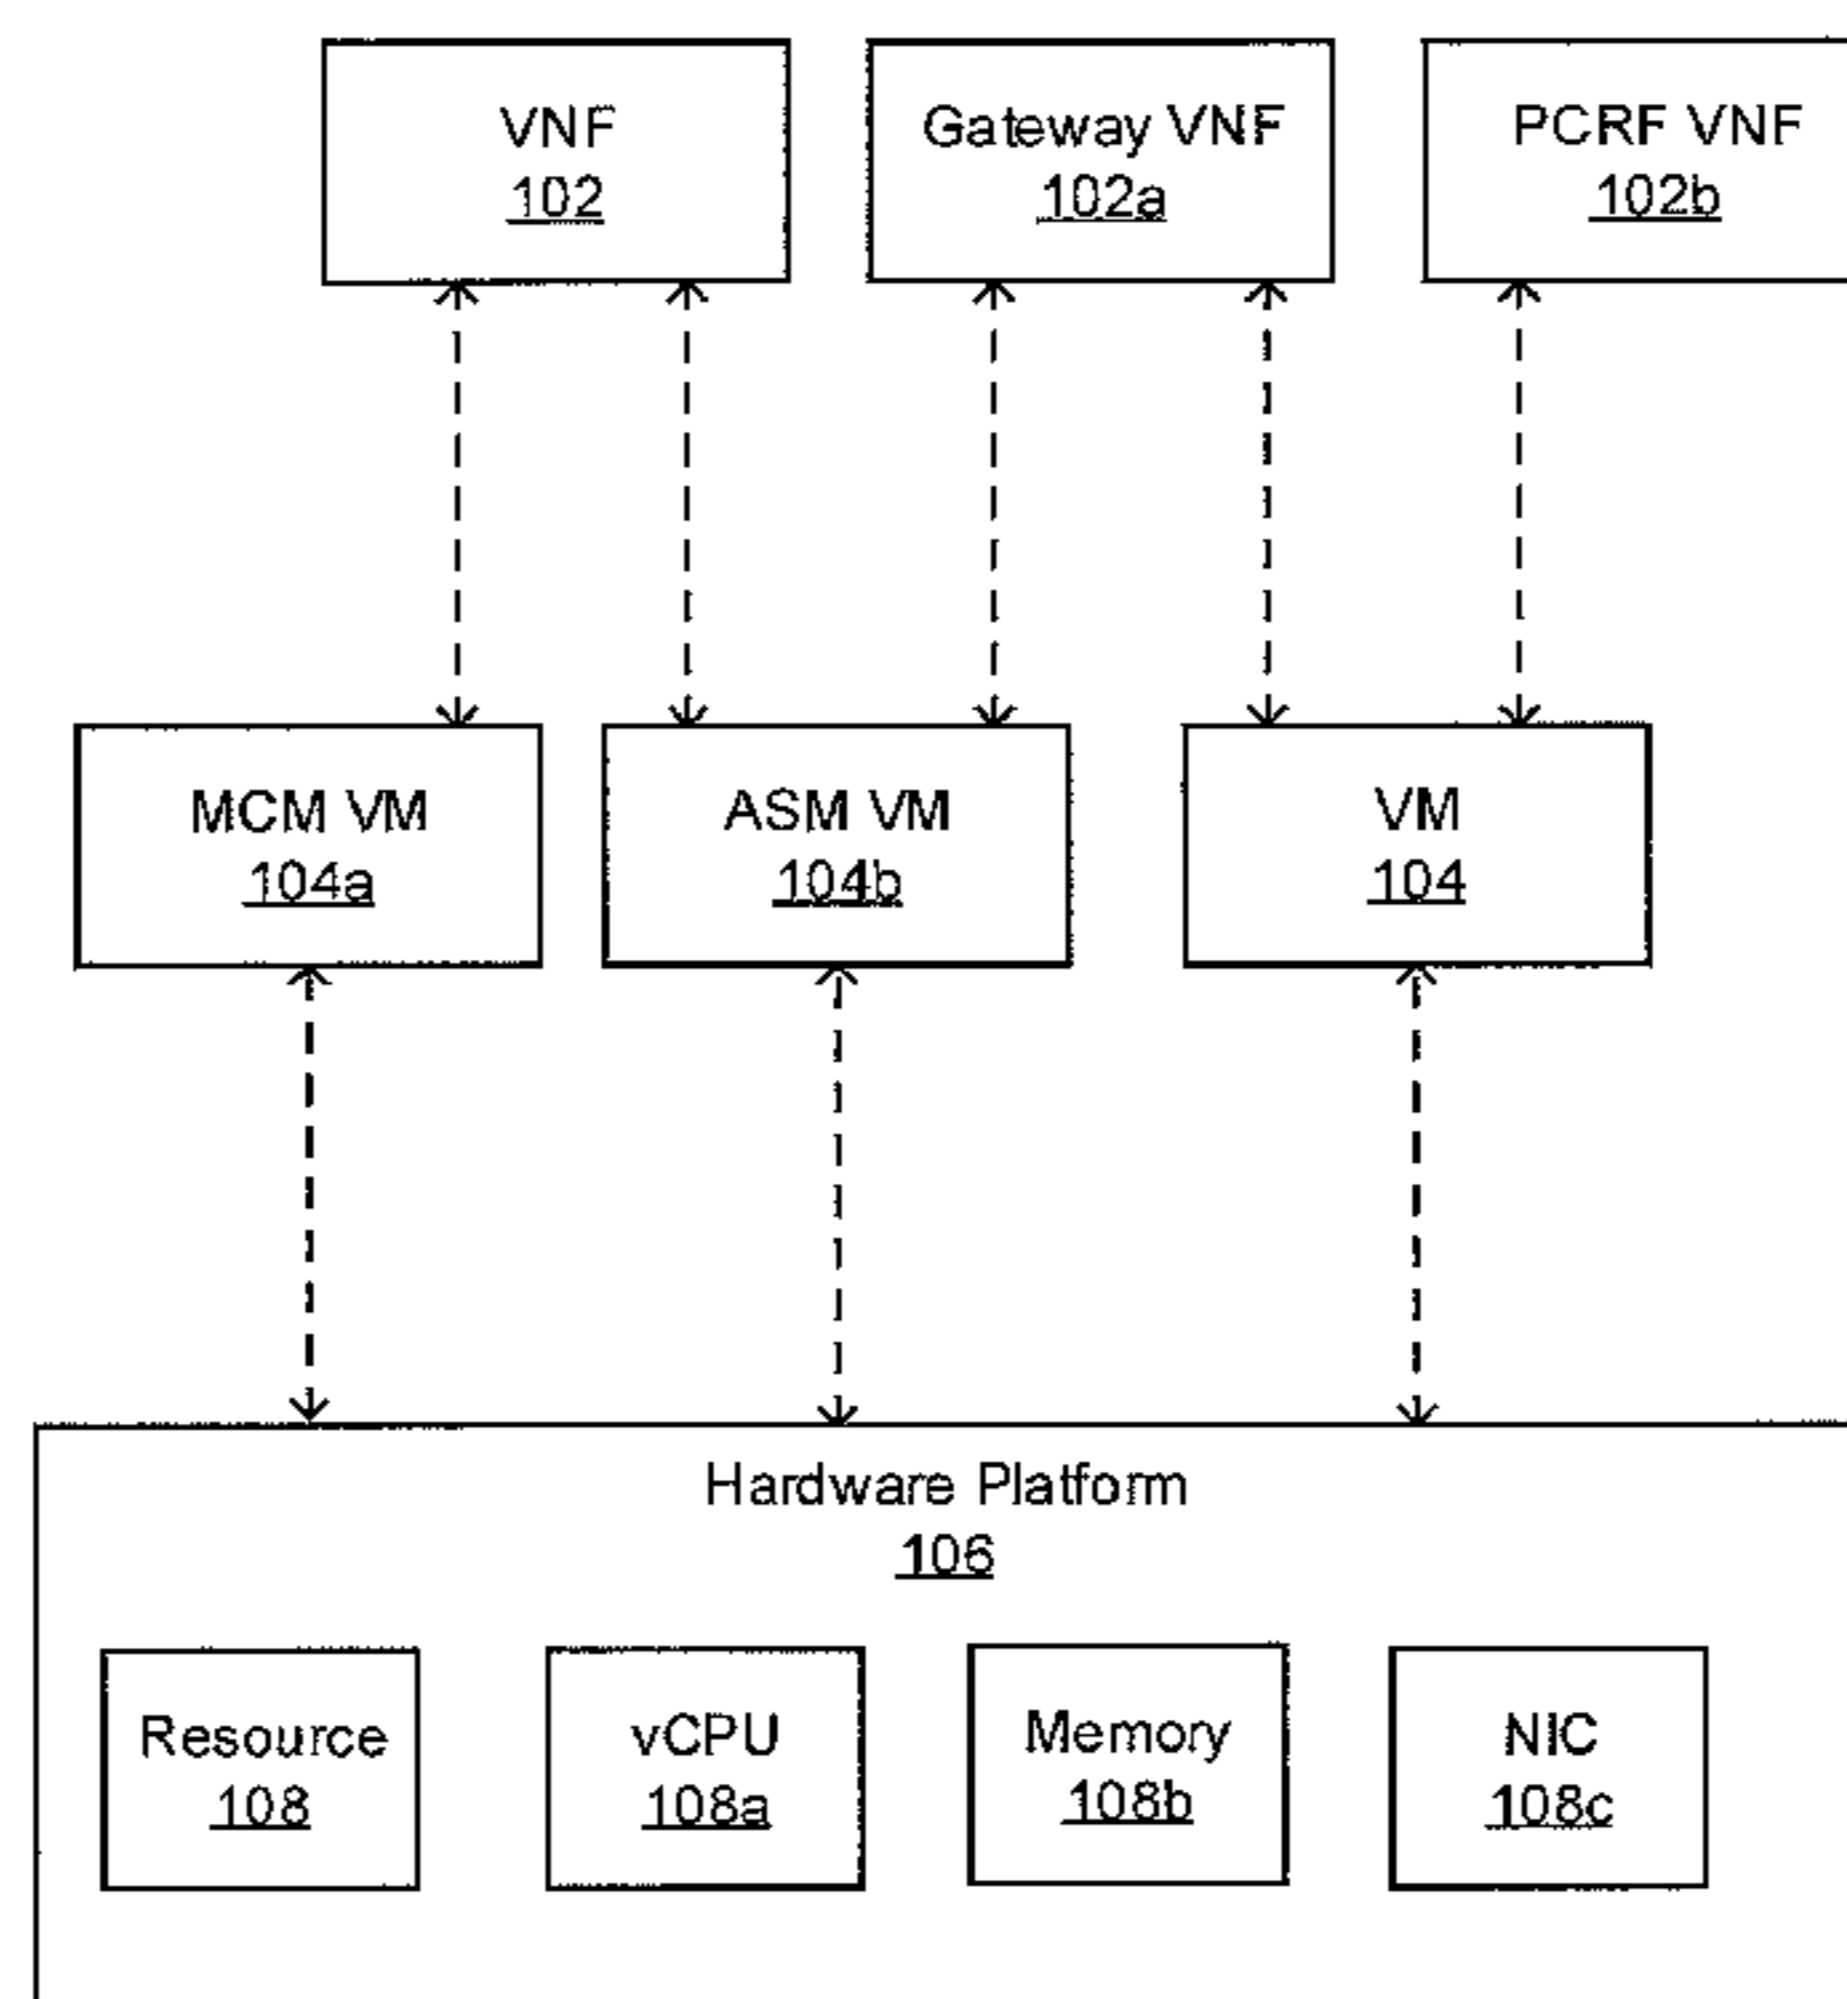 VNF
102
Gateway VNF
102a
PCRF VNF
102b
MCM VM
104a
ASM VM
104b
VM
104
Hardware Platform
106
Resource
108
vCPU
108a
Memory
108b
NIC
108c